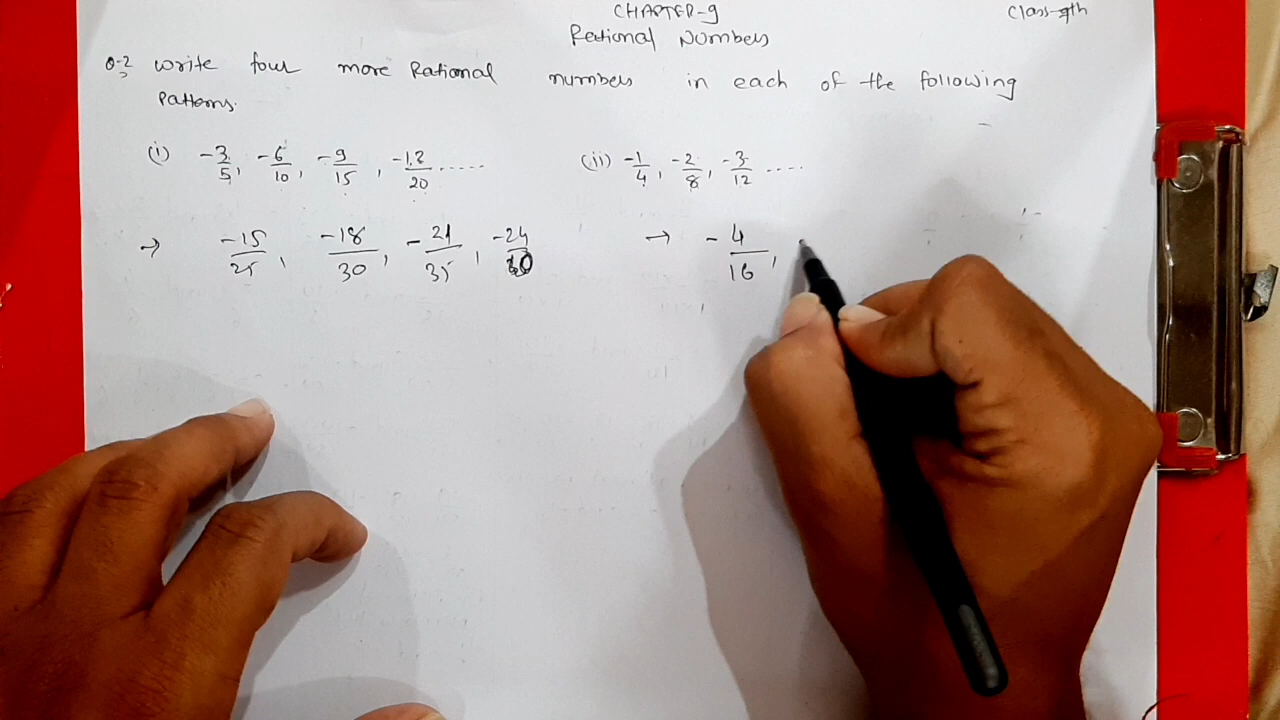 CHAPTER-9
Class-7th
Rational Numbers
Q-2 write four more Rational numbers in each of the following
Patterns.
(i) -3/5, -6/10, -9/15, -12/20...... (ii) -1/4, -2/8, -3/12 ....
→ -15/25, -18/30, -21/35, -24/40 → -4/16,